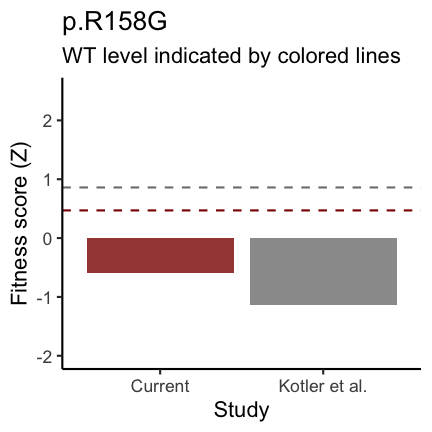 p.R158G
WT level indicated by colored lines
Fitness score (Z)
2
1
0
-1
-2
Current
Kotler et al.
Study